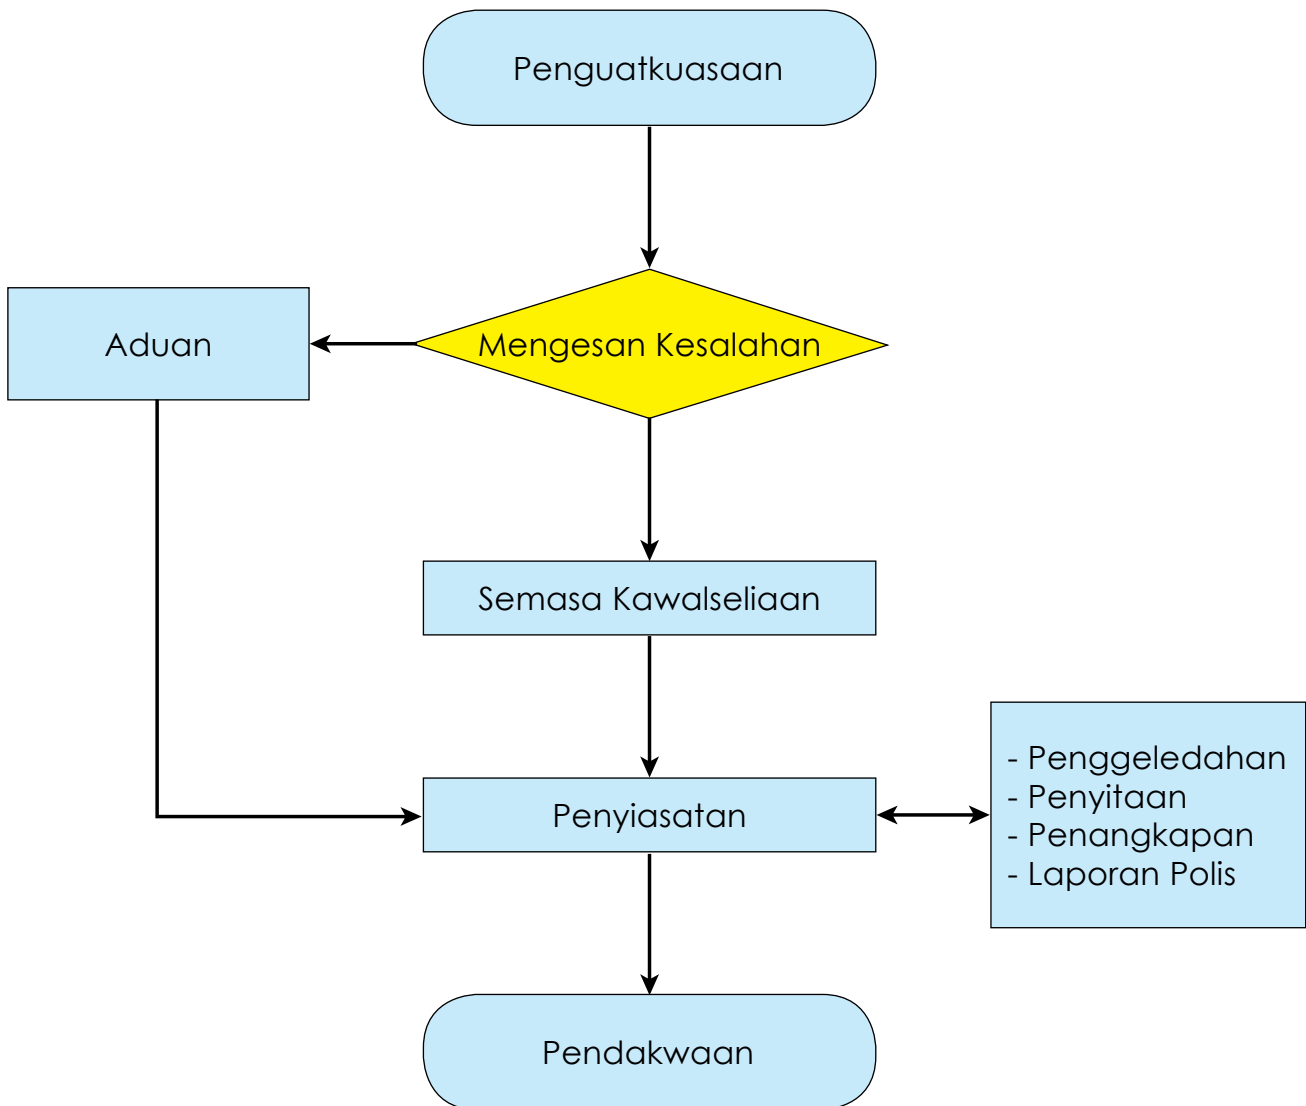 Penguatkuasaan
Aduan
Mengesan Kesalahan
Semasa Kawalseliaan
Penyiasatan
- Penggeledahan
- Penyitaan
- Penangkapan
- Laporan Polis
Pendakwaan